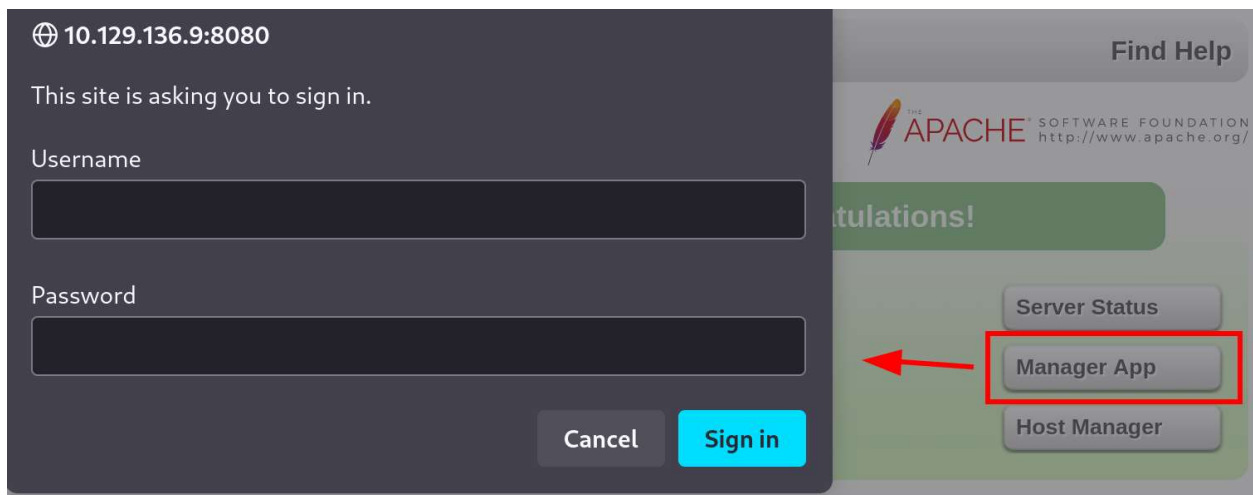 10.129.136.9:8080
This site is asking you to sign in.
Username
Password
Cancel
Sign in
Find Help
THE
APACHE® SOFTWARE FOUNDATION
http://www.apache.org/
tulations!
Server Status
Manager App
Host Manager